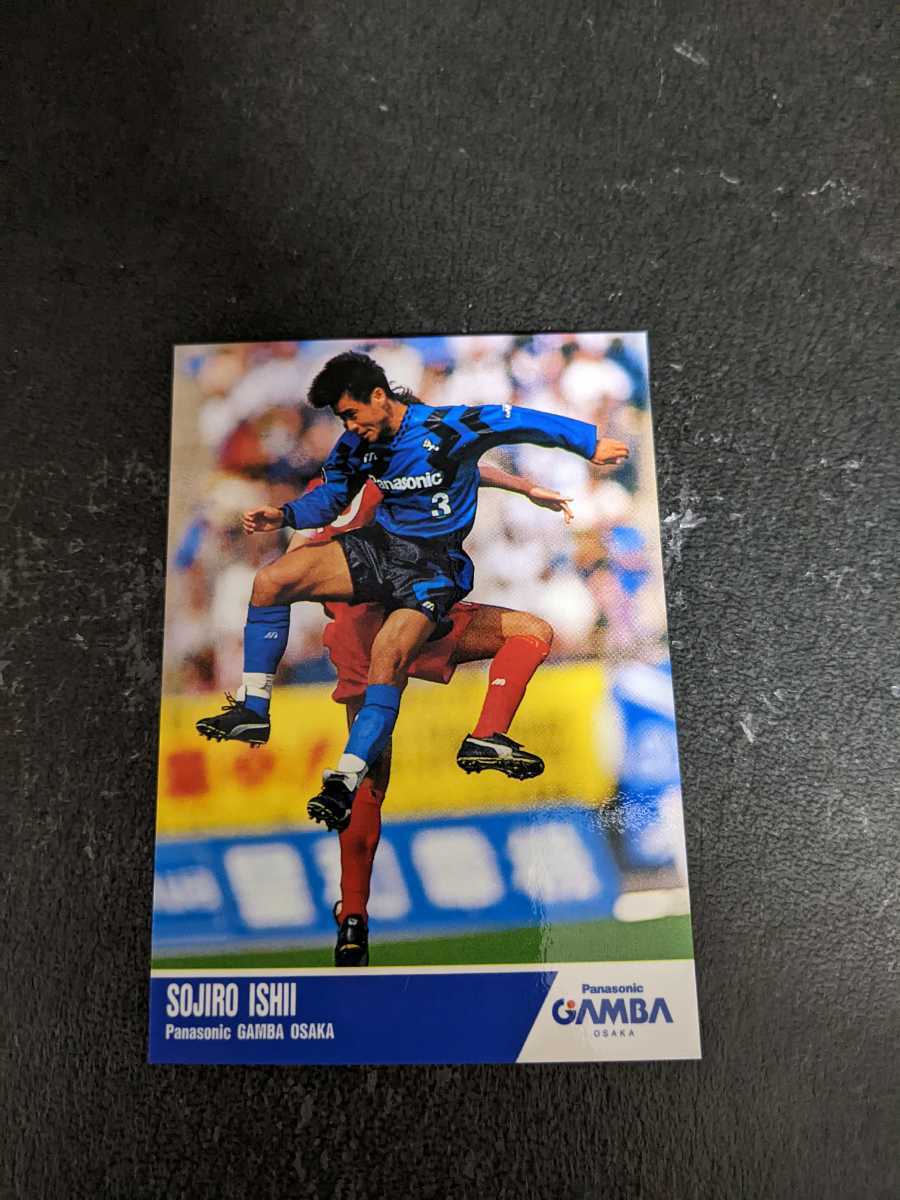 Panasonic
3
SOJIRO ISHII
Panasonic GAMBA OSAKA
Panasonic
GAMBA
OSAKA